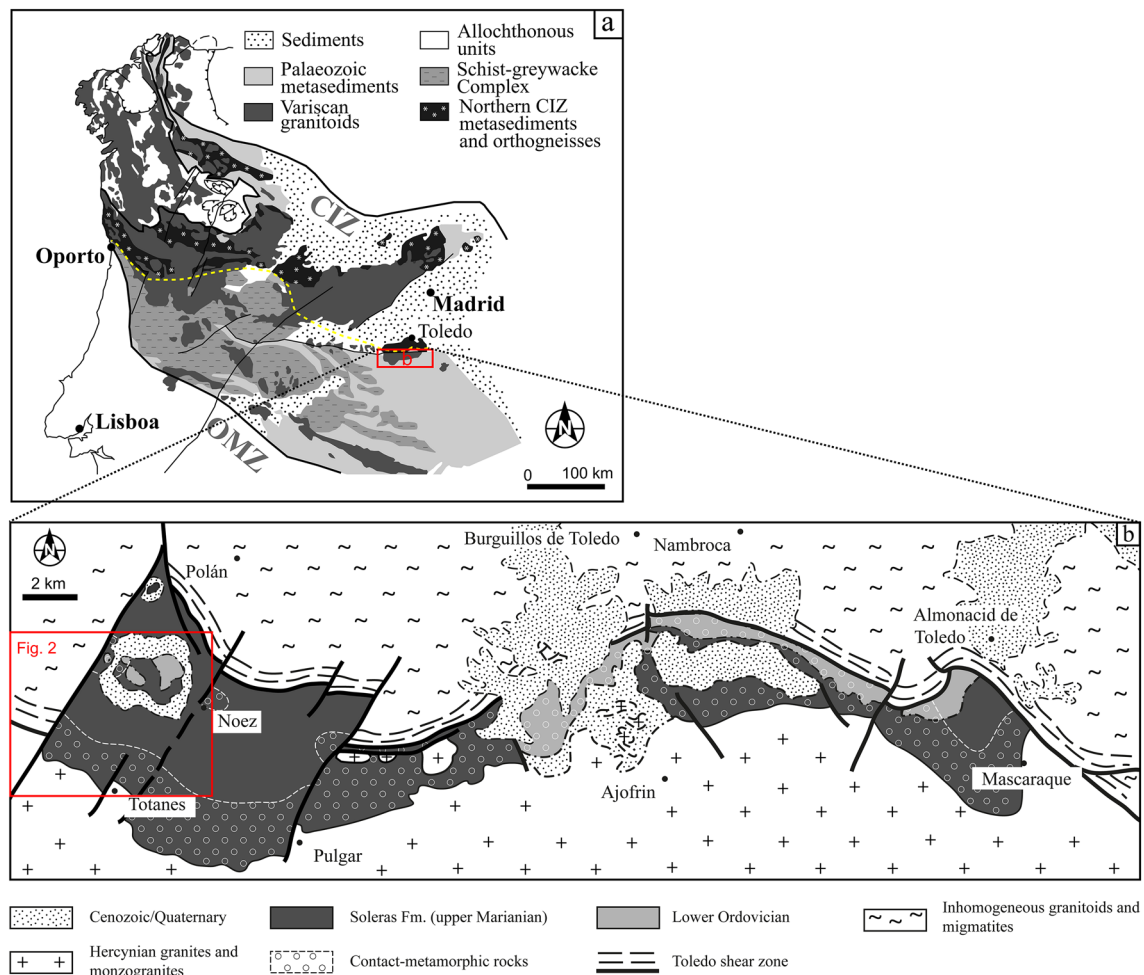 a
Sediments
Allochthonous
units
Palaeozoic
metasediments
Schist-greywacke
Complex
Variscan
granitoids
Northern CIZ
metasediments
and orthogneisses
CIZ
Oporto
Madrid
Toledo
b
Lisboa
OMZ
N
0 100 km
b
N
2 km
Burguillos de Toledo
Nambroca
Polán
Almonacid de
Toledo
Fig. 2
Noez
Mascaraque
Ajofrin
Totanes
Pulgar
Cenozoic/Quaternary
Soleras Fm. (upper Marianian)
Lower Ordovician
Inhomogeneous granitoids and
migmatites
Hercynian granites and
monzogranites
Contact-metamorphic rocks
Toledo shear zone